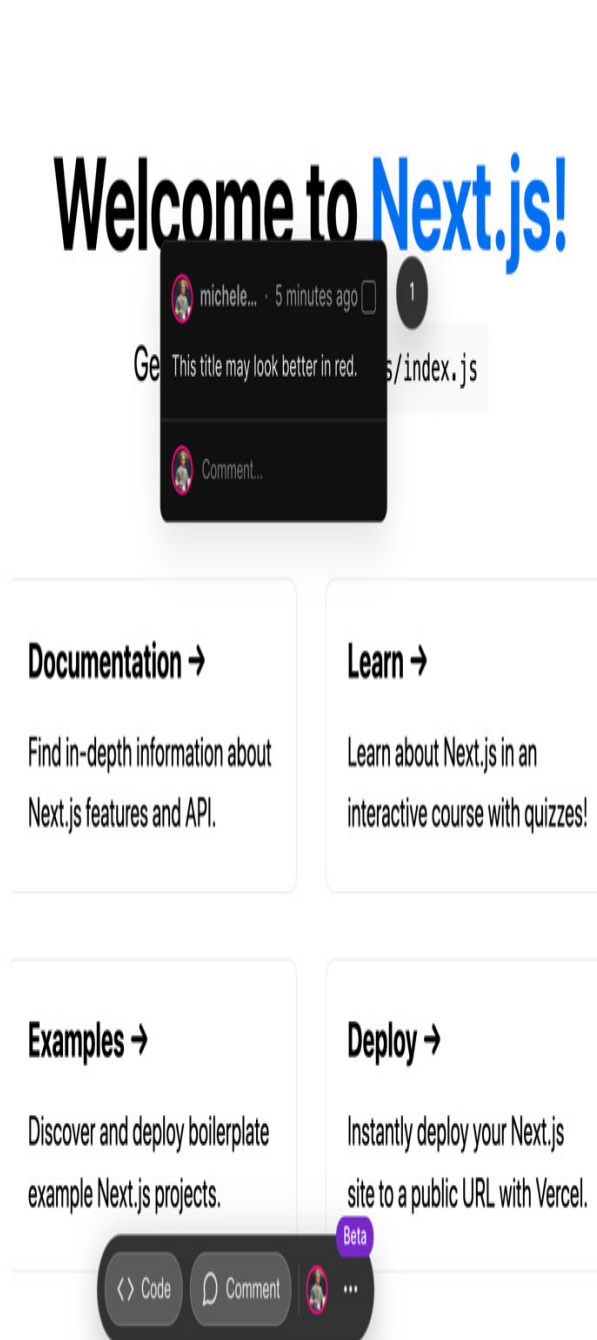 Welcome to Next.js!
michele... · 5 minutes ago
1
Ge
s/index.js
This title may look better in red.
Comment...
Documentation →
Find in-depth information about
Next.js features and API.
Learn →
Learn about Next.js in an
interactive course with quizzes!
Examples →
Discover and deploy boilerplate
example Next.js projects.
Deploy →
Instantly deploy your Next.js
site to a public URL with Vercel.
Beta
<> Code
Comment
...